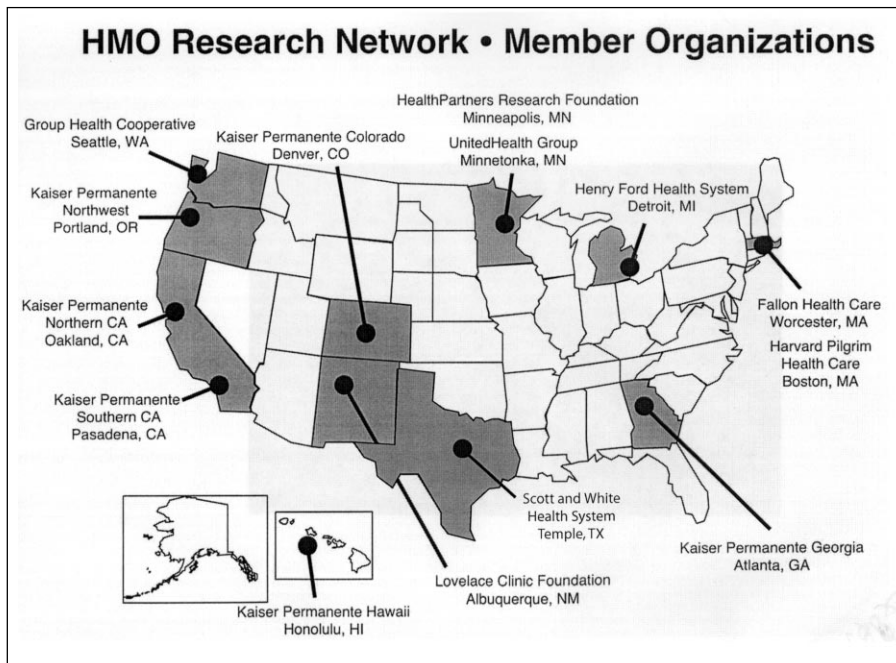 HMO Research Network • Member Organizations
HealthPartners Research Foundation
Minneapolis, MN
Group Health Cooperative
Seattle, WA
Kaiser Permanente Colorado
Denver, CO
UnitedHealth Group
Minnetonka, MN
Henry Ford Health System
Detroit, MI
Kaiser Permanente
Northwest
Portland, OR
Kaiser Permanente
Northern CA
Oakland, CA
Fallon Health Care
Worcester, MA
Harvard Pilgrim
Health Care
Boston, MA
Kaiser Permanente
Southern CA
Pasadena, CA
Scott and White
Health System
Temple, TX
Kaiser Permanente Georgia
Atlanta, GA
Lovelace Clinic Foundation
Albuquerque, NM
Kaiser Permanente Hawaii
Honolulu, HI